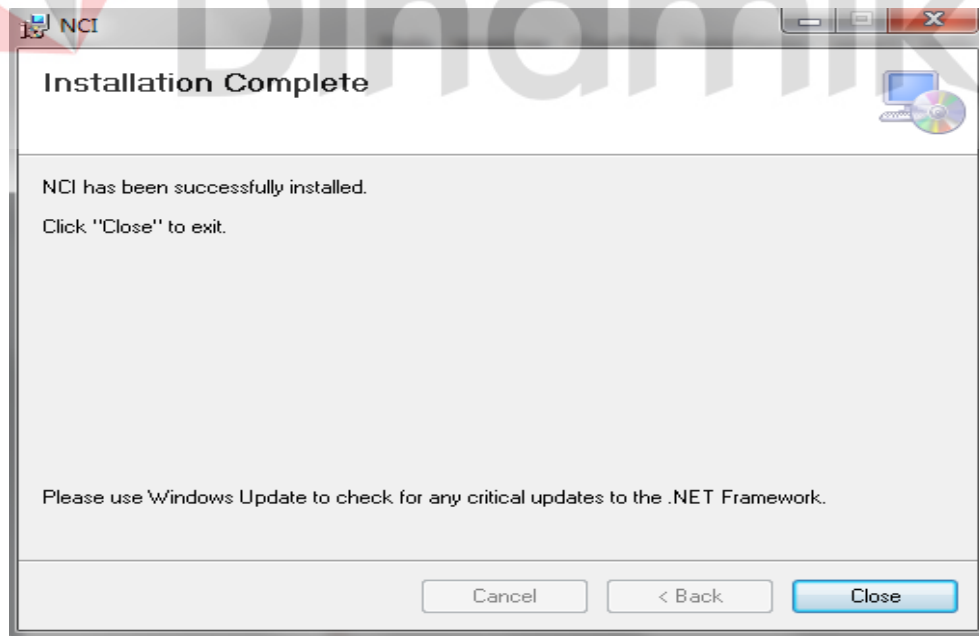 Dinamik
NCI
Installation Complete
NCI has been successfully installed.
Click "Close" to exit.
Please use Windows Update to check for any critical updates to the .NET Framework.
Cancel
< Back
Close